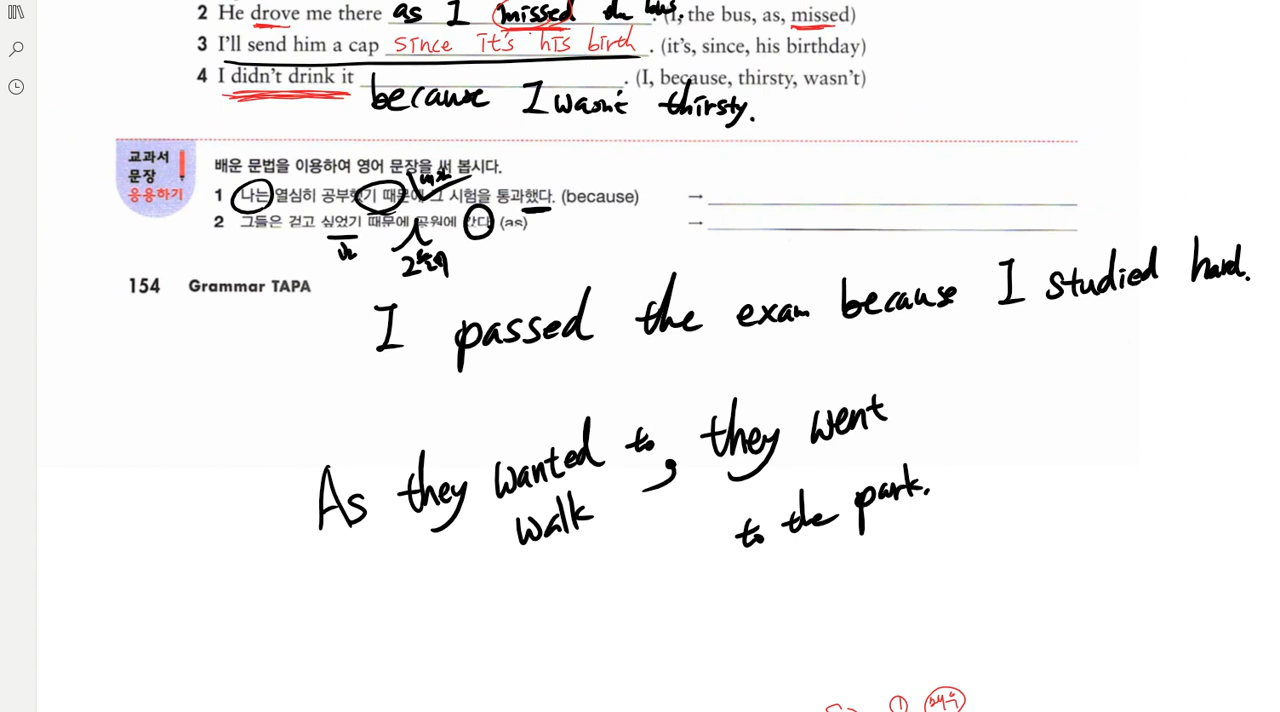 2 He drove me there as I missed the bus. (I, the bus, as, missed)
3 I'll send him a cap since it's his birth. (it's, since, his birthday)
4 I didn't drink it . (I, because, thirsty, wasn't)
because I wasn't thirsty.
교과서
문장
응용하기
배운 문법을 이용하여 영어 문장을 써 봅시다.
1 나는 열심히 공부했기 때문에 그 시험을 통과했다. (because) →
2 그들은 걷고 싶었기 때문에 공원에 갔다. (as) →
154 Grammar TAPA
I passed the exam because I studied hard.
As they wanted to walk, they went
to the park.